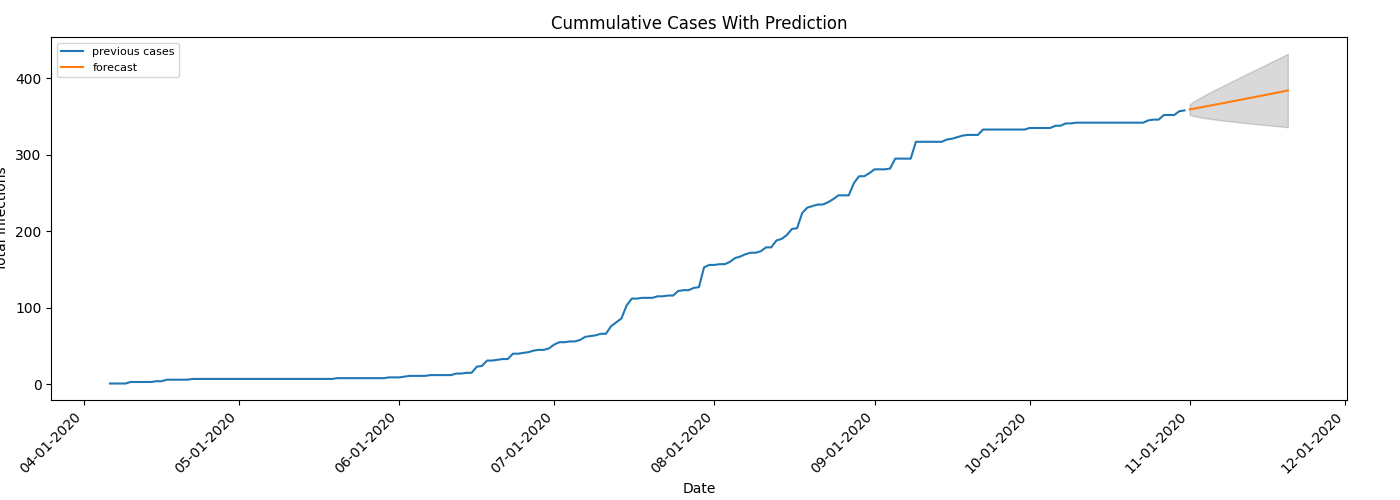 Cummulative Cases With Prediction
previous cases
forecast
400
300
200
100
0
Total Infections
04-01-2020
05-01-2020
06-01-2020
07-01-2020
08-01-2020
09-01-2020
10-01-2020
11-01-2020
12-01-2020
Date